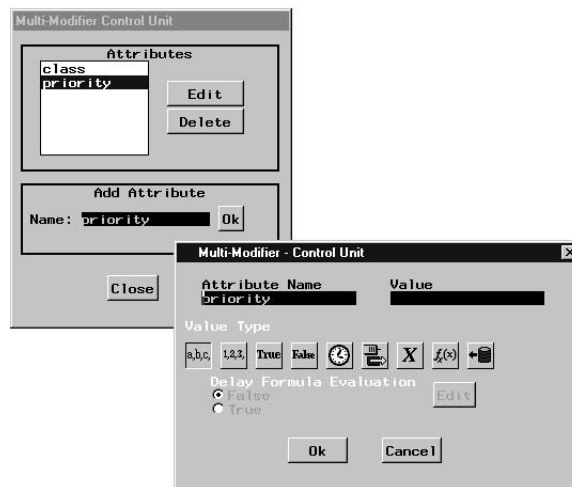 Multi-Modifier Control Unit
Attributes
class
priority
Edit
Delete
Add Attribute
Name: priority Ok
Close
Multi-Modifier - Control Unit
Attribute Name Value
priority
Value Type
a,b,c, 1,2,3, True False X fx(x)
Delay Formula Evaluation
False
True
Edit
Ok Cancel